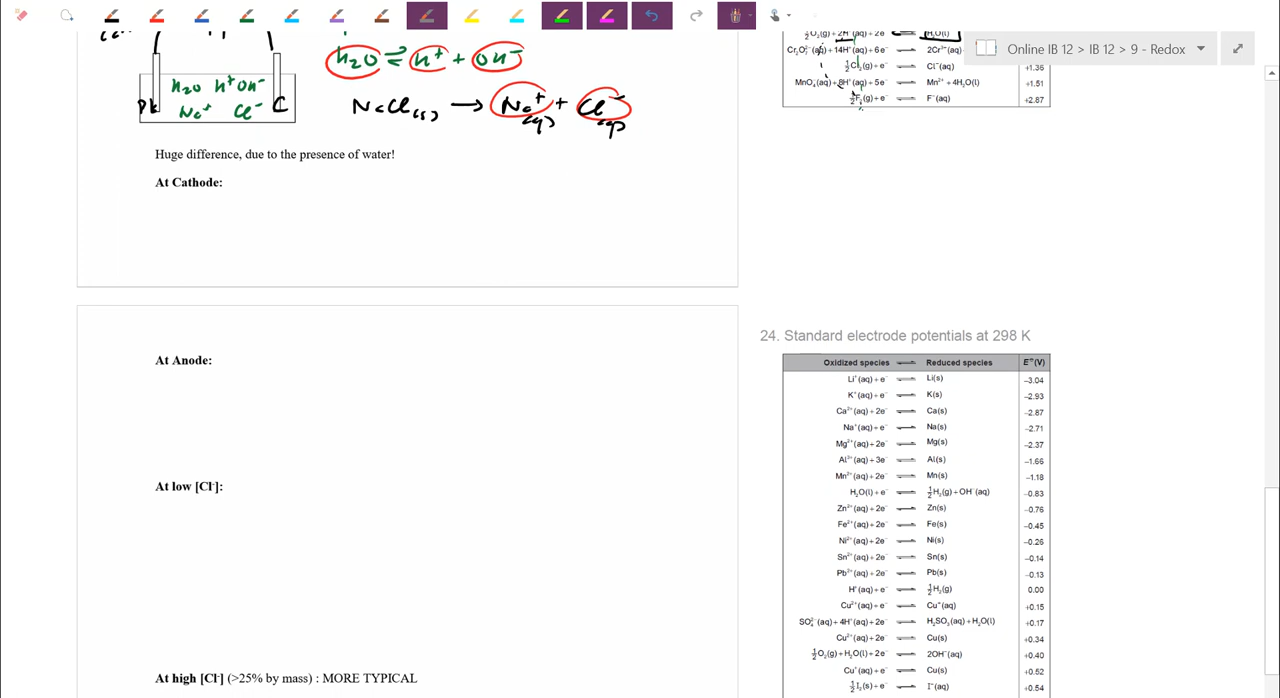 H₂O ⇌ H⁺ + OH⁻
H₂O H⁺ OH⁻
Na⁺ Cl⁻
C
NaCl(s) → Na⁺(aq) + Cl⁻(aq)
Huge difference, due to the presence of water!
At Cathode:
At Anode:
At low [Cl⁻]:
At high [Cl⁻] (>25% by mass) : MORE TYPICAL
Online IB 12 > IB 12 > 9 - Redox
½O₂(g) + 2H⁺(aq) + 2e⁻ H₂O(l)
Cr₂O₇²⁻(aq) + 14H⁺(aq) + 6e⁻ ⇌ 2Cr³⁺(aq)
½Cl₂(g) + e⁻ ⇌ Cl⁻(aq) +1.36
MnO₄⁻(aq) + 8H⁺(aq) + 5e⁻ ⇌ Mn²⁺ + 4H₂O(l) +1.51
½F₂(g) + e⁻ ⇌ F⁻(aq) +2.87
24. Standard electrode potentials at 298 K
Oxidized species ⇌ Reduced species E°(V)
Li⁺(aq) + e⁻ ⇌ Li(s) –3.04
K⁺(aq) + e⁻ ⇌ K(s) –2.93
Ca²⁺(aq) + 2e⁻ ⇌ Ca(s) –2.87
Na⁺(aq) + e⁻ ⇌ Na(s) –2.71
Mg²⁺(aq) + 2e⁻ ⇌ Mg(s) –2.37
Al³⁺(aq) + 3e⁻ ⇌ Al(s) –1.66
Mn²⁺(aq) + 2e⁻ ⇌ Mn(s) –1.18
H₂O(l) + e⁻ ⇌ ½H₂(g) + OH⁻(aq) –0.83
Zn²⁺(aq) + 2e⁻ ⇌ Zn(s) –0.76
Fe²⁺(aq) + 2e⁻ ⇌ Fe(s) –0.45
Ni²⁺(aq) + 2e⁻ ⇌ Ni(s) –0.26
Sn²⁺(aq) + 2e⁻ ⇌ Sn(s) –0.14
Pb²⁺(aq) + 2e⁻ ⇌ Pb(s) –0.13
H⁺(aq) + e⁻ ⇌ ½H₂(g) 0.00
Cu²⁺(aq) + e⁻ ⇌ Cu⁺(aq) +0.15
SO₄²⁻(aq) + 4H⁺(aq) + 2e⁻ ⇌ H₂SO₃(aq) + H₂O(l) +0.17
Cu²⁺(aq) + 2e⁻ ⇌ Cu(s) +0.34
½O₂(g) + H₂O(l) + 2e⁻ ⇌ 2OH⁻(aq) +0.40
Cu⁺(aq) + e⁻ ⇌ Cu(s) +0.52
½I₂(s) + e⁻ ⇌ I⁻(aq) +0.54